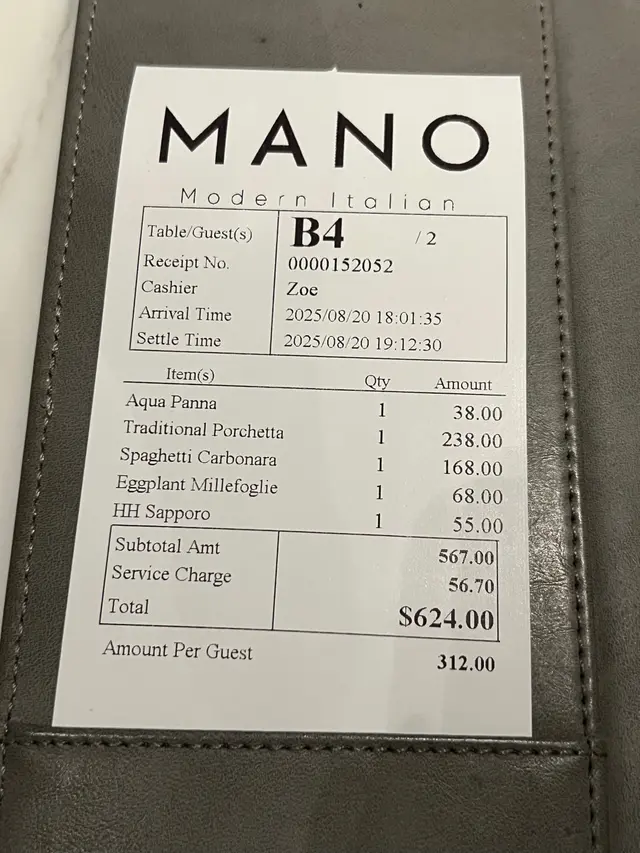 MANO
Modern Italian
Table/Guest(s) B4 / 2
Receipt No. 0000152052
Cashier Zoe
Arrival Time 2025/08/20 18:01:35
Settle Time 2025/08/20 19:12:30
Item(s) Qty Amount
Aqua Panna 1 38.00
Traditional Porchetta 1 238.00
Spaghetti Carbonara 1 168.00
Eggplant Millefoglie 1 68.00
HH Sapporo 1 55.00
Subtotal Amt 567.00
Service Charge 56.70
Total $624.00
Amount Per Guest 312.00